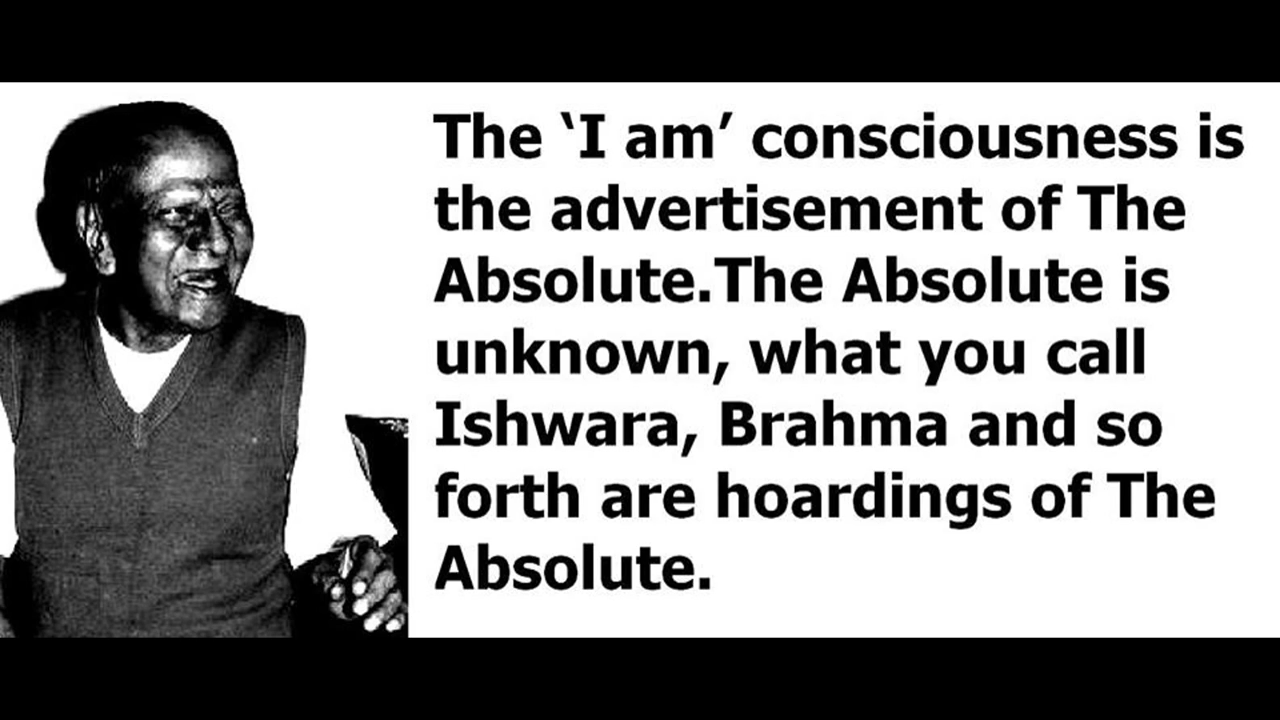 The ‘I am’ consciousness is
the advertisement of The
Absolute.The Absolute is
unknown, what you call
Ishwara, Brahma and so
forth are hoardings of The
Absolute.